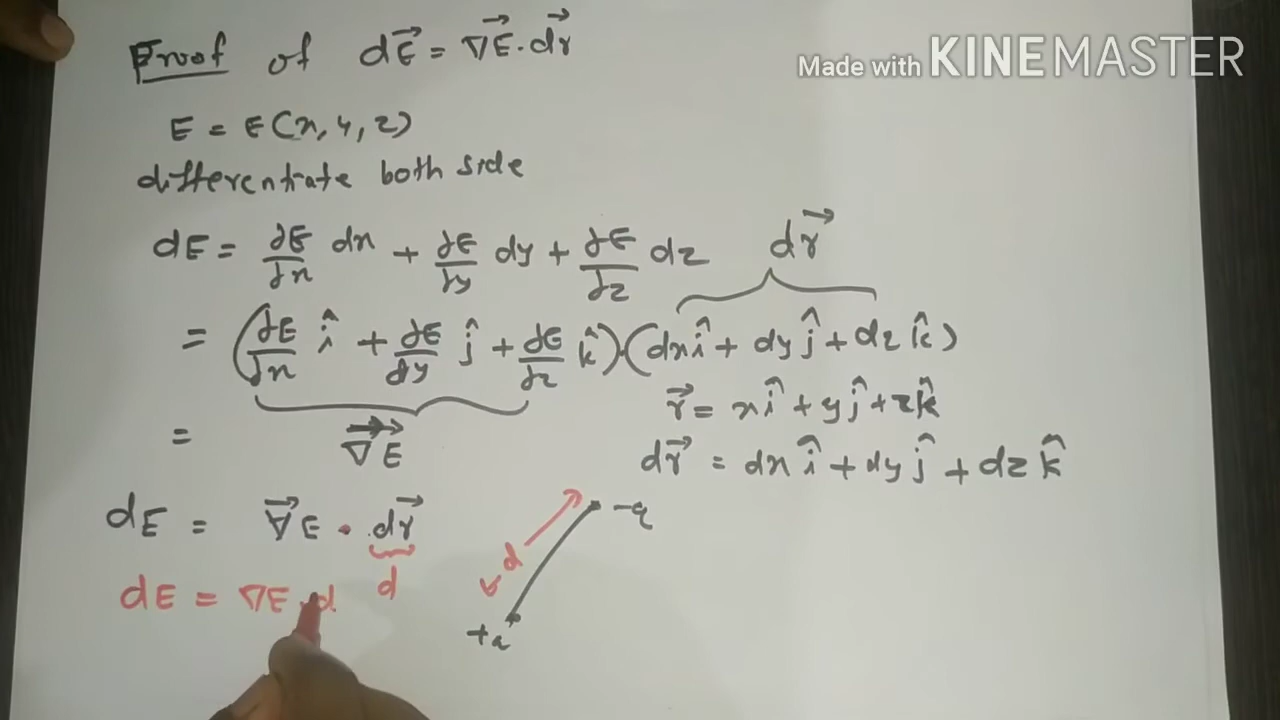 Proof of dE⃗ = ∇⃗E · dr⃗
Made with KINEMASTER
E = E(x, y, z)
differentiate both side
dE = ∂E/∂x dx + ∂E/∂y dy + ∂E/∂z dz
dr⃗
= (∂E/∂x î + ∂E/∂y ĵ + ∂E/∂z k̂)·(dx î + dy ĵ + dz k̂)
r⃗ = x î + y ĵ + z k̂
= ∇⃗E
dr⃗ = dx î + dy ĵ + dz k̂
dE = ∇⃗E · dr⃗
-q
d
d
dE = ∇E · d
+q